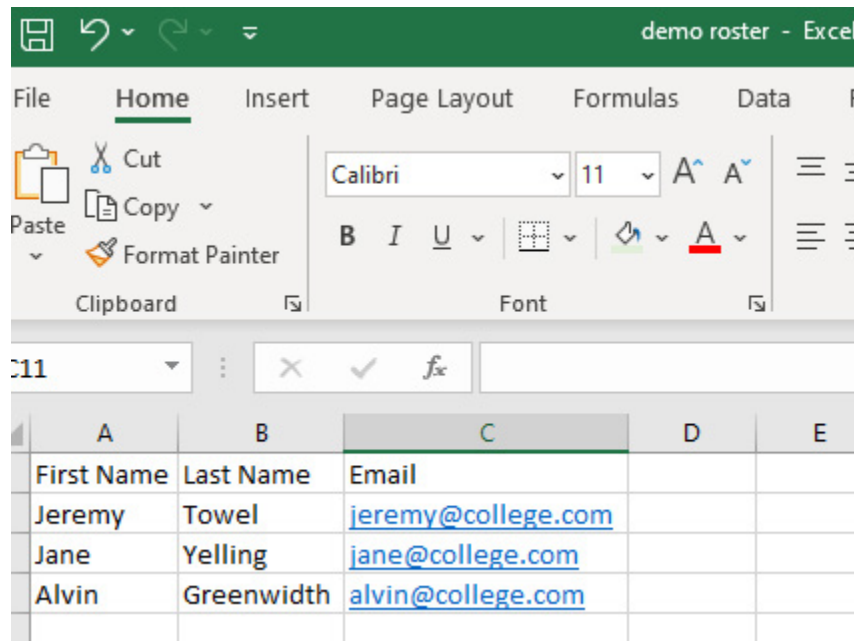 demo roster - Excel
File Home Insert Page Layout Formulas Data
Paste
Cut
Copy
Format Painter
Clipboard
Calibri 11 A A
B I U A
Font
C11 fx
A B C D E
First Name Last Name Email
Jeremy Towel jeremy@college.com
Jane Yelling jane@college.com
Alvin Greenwidth alvin@college.com